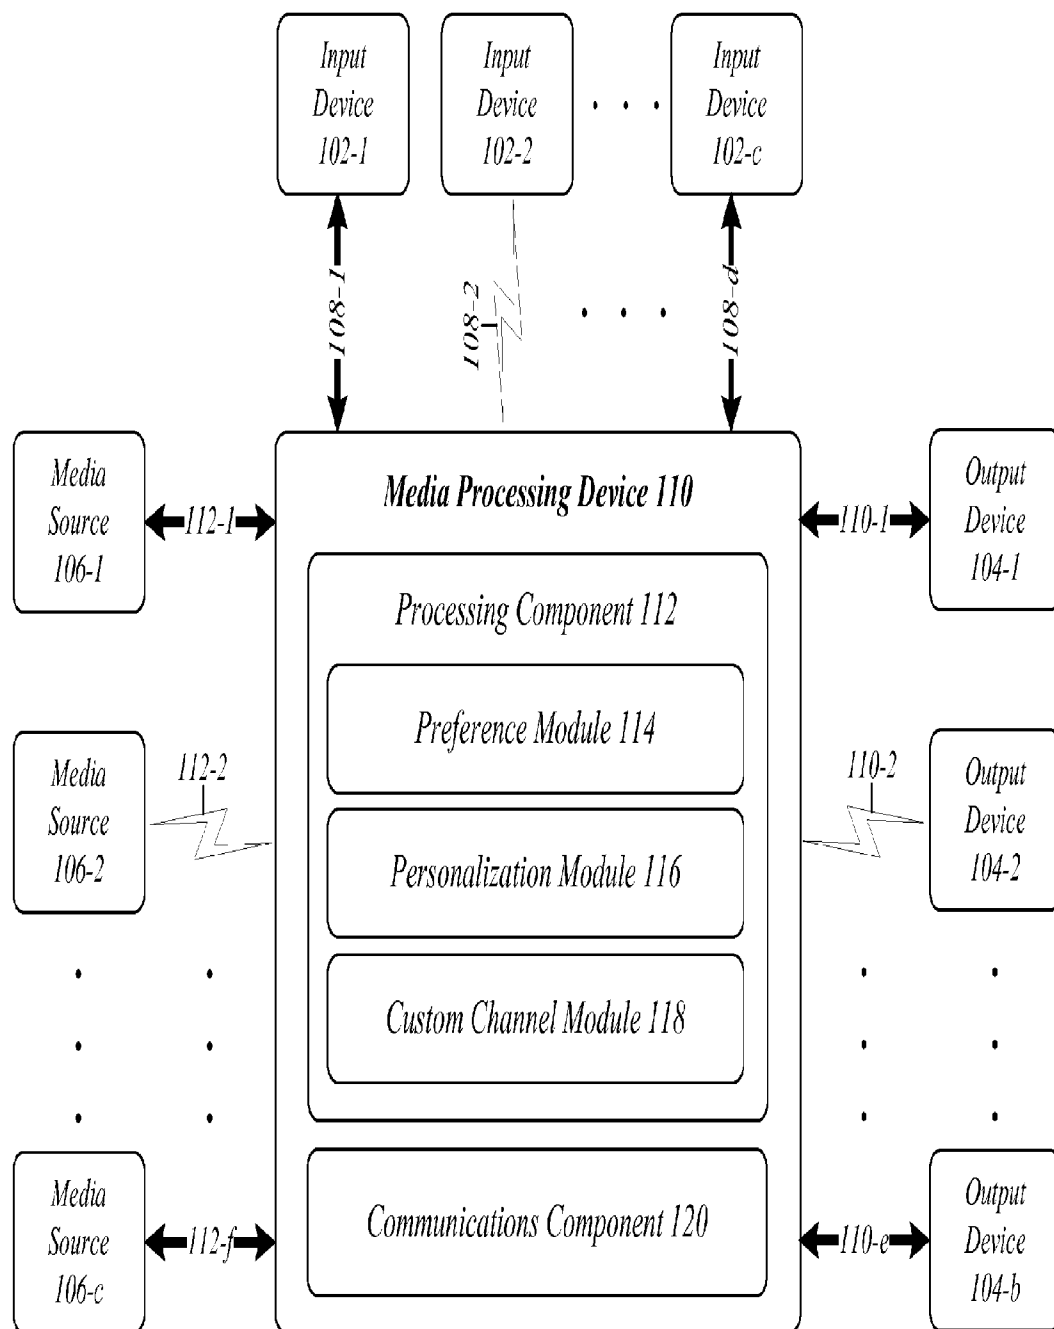 Input
Device
102-1
Input
Device
102-2
Input
Device
102-c
108-1
108-2
108-d
Media
Source
106-1
112-1
Media Processing Device 110
110-1
Output
Device
104-1
Processing Component 112
Preference Module 114
Media
Source
106-2
112-2
110-2
Output
Device
104-2
Personalization Module 116
Custom Channel Module 118
Media
Source
106-c
112-f
Communications Component 120
110-e
Output
Device
104-b